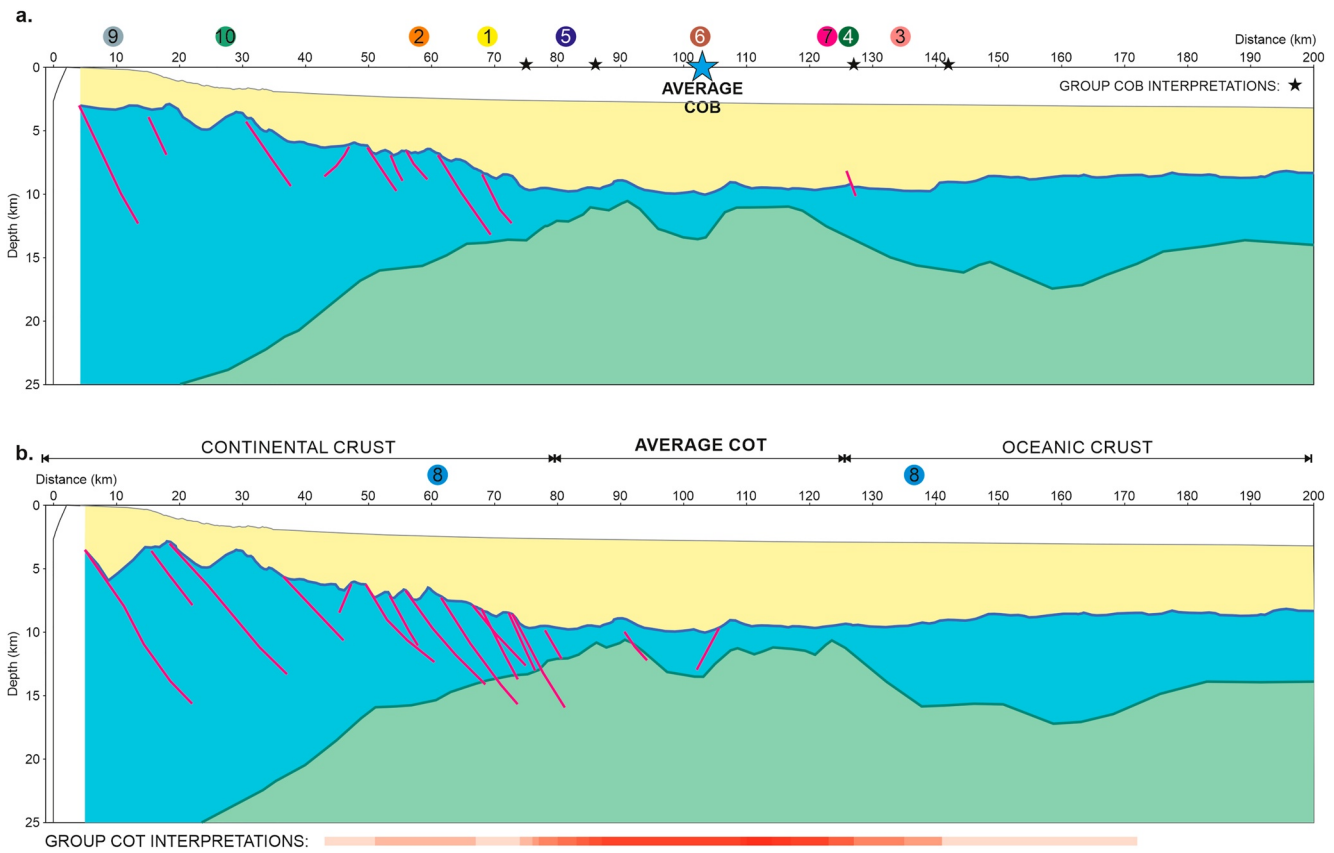 a.
9 10 2 1 5 6 7 4 3 Distance (km)
0 10 20 30 40 50 60 70 80 90 100 110 120 130 140 150 160 170 180 190 200
AVERAGE
COB
GROUP COB INTERPRETATIONS: ★
Depth (km)
0
5
10
15
20
25
b.
CONTINENTAL CRUST AVERAGE COT OCEANIC CRUST
Distance (km) 8 8
0 10 20 30 40 50 60 70 80 90 100 110 120 130 140 150 160 170 180 190 200
Depth (km)
0
5
10
15
20
25
GROUP COT INTERPRETATIONS: